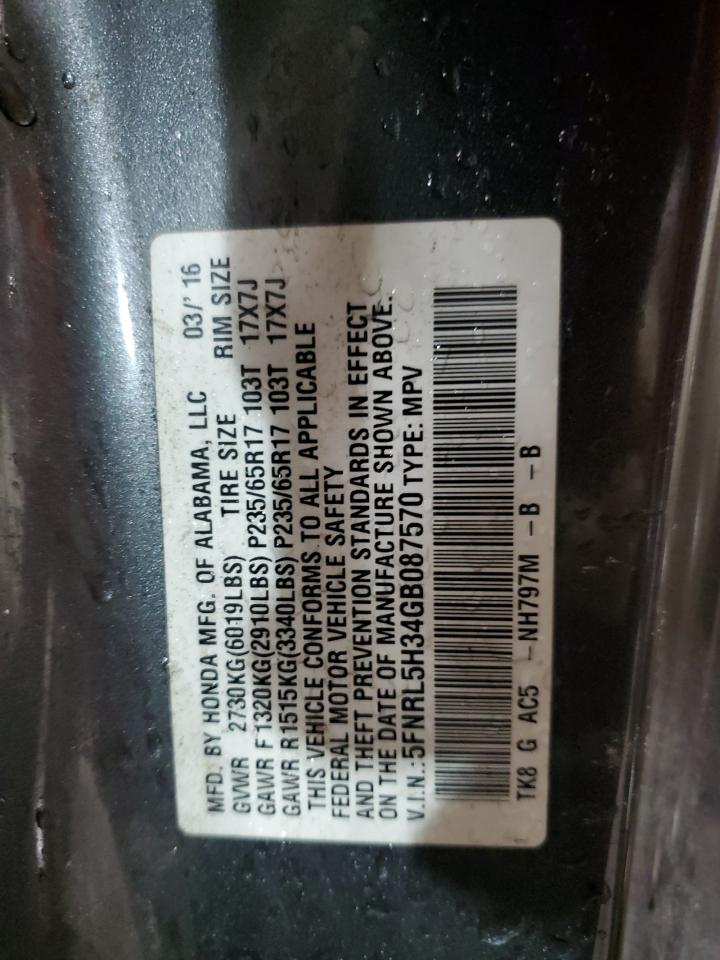 MFD. BY HONDA MFG. OF ALABAMA, LLC 03/' 16
GVWR 2730KG(6019LBS) TIRE SIZE RIM SIZE
GAWR F1320KG(2910LBS) P235/65R17 103T 17X7J
GAWR R1515KG(3340LBS) P235/65R17 103T 17X7J
THIS VEHICLE CONFORMS TO ALL APPLICABLE
FEDERAL MOTOR VEHICLE SAFETY
AND THEFT PREVENTION STANDARDS IN EFFECT
ON THE DATE OF MANUFACTURE SHOWN ABOVE.
V.I.N.:5FNRL5H34GB087570 TYPE: MPV
TK8 G AC5 -NH797M -B -B